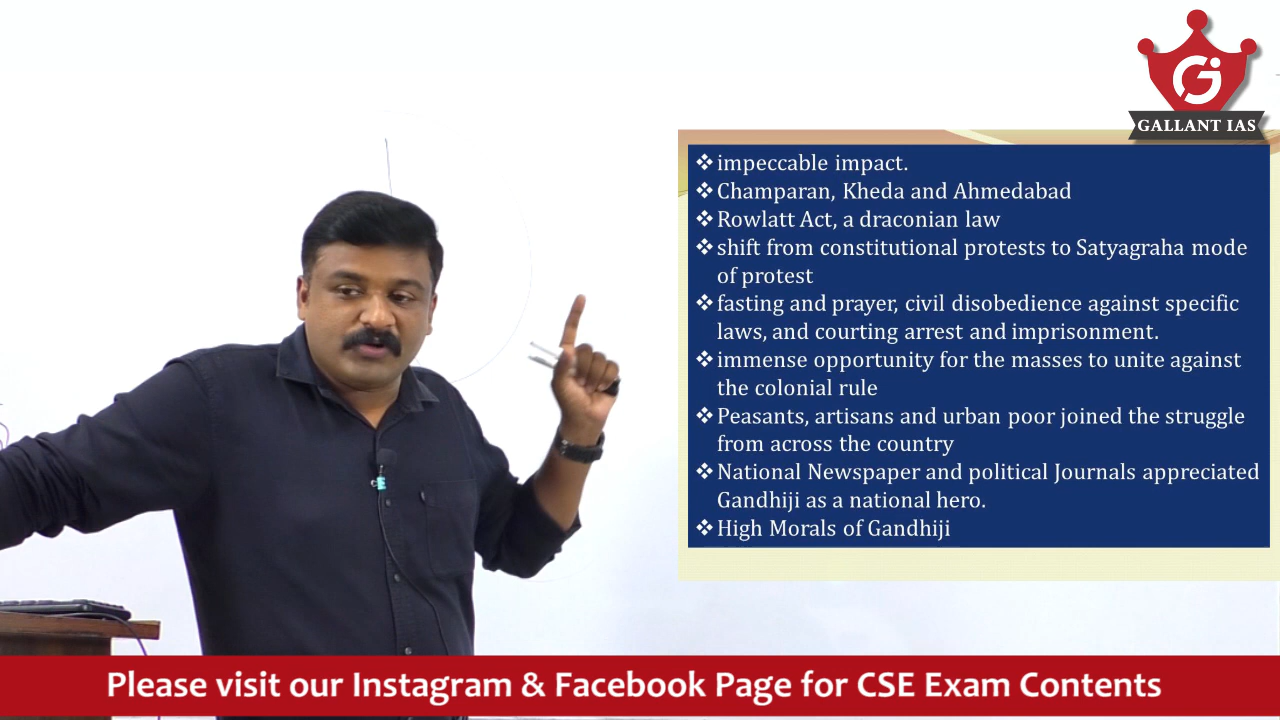 GALLANT IAS
❖impeccable impact.
❖Champaran, Kheda and Ahmedabad
❖Rowlatt Act, a draconian law
❖shift from constitutional protests to Satyagraha mode
of protest
❖fasting and prayer, civil disobedience against specific
laws, and courting arrest and imprisonment.
❖immense opportunity for the masses to unite against
the colonial rule
❖Peasants, artisans and urban poor joined the struggle
from across the country
❖National Newspaper and political Journals appreciated
Gandhiji as a national hero.
❖High Morals of Gandhiji
Please visit our Instagram & Facebook Page for CSE Exam Contents